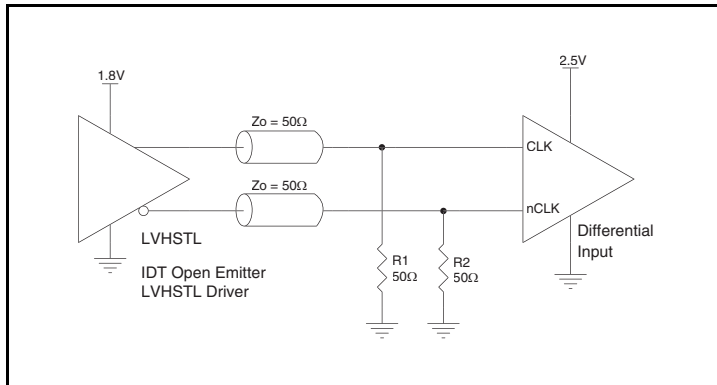 1.8V
2.5V
Zo = 50Ω
CLK
Zo = 50Ω
nCLK
LVHSTL
IDT Open Emitter
LVHSTL Driver
R1
50Ω
R2
50Ω
Differential
Input